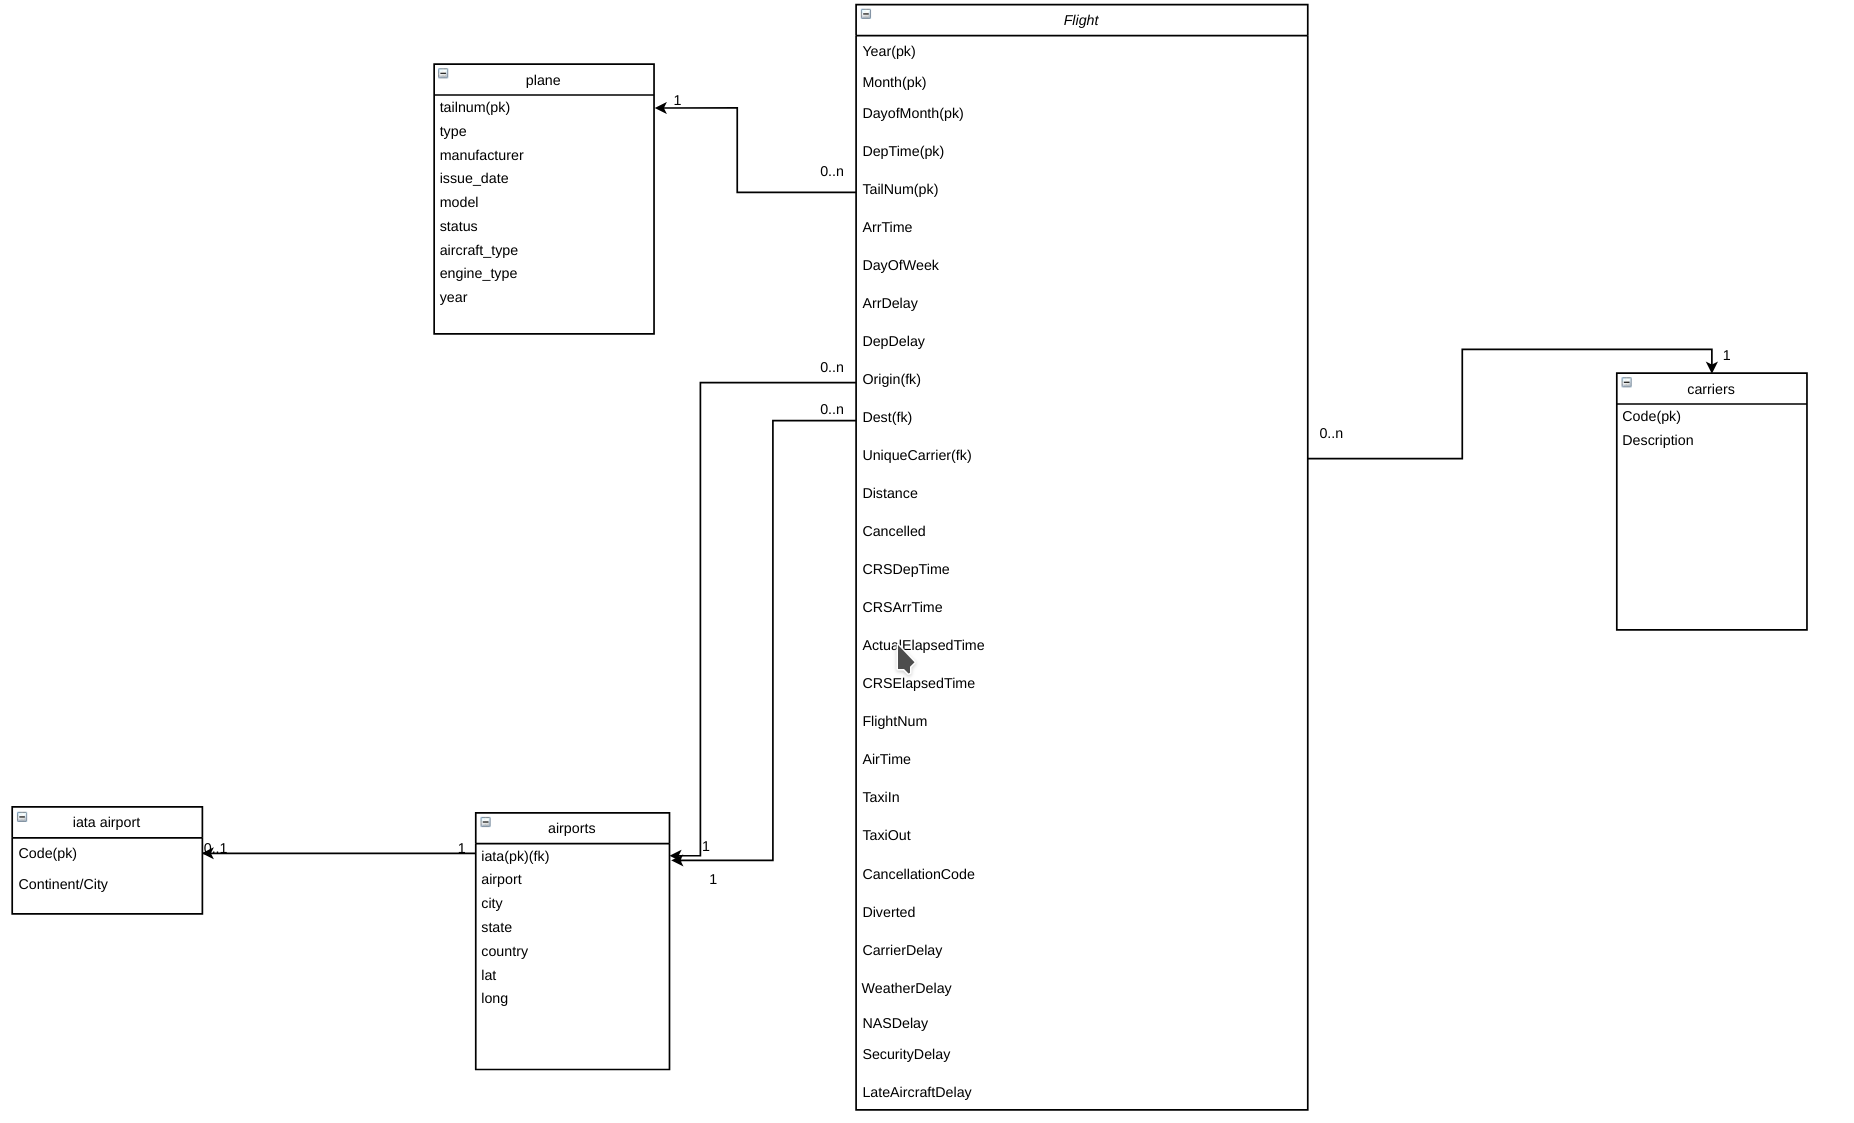 Flight
Year(pk)
Month(pk)
DayofMonth(pk)
DepTime(pk)
TailNum(pk)
ArrTime
DayOfWeek
ArrDelay
DepDelay
Origin(fk)
Dest(fk)
UniqueCarrier(fk)
Distance
Cancelled
CRSDepTime
CRSArrTime
ActualElapsedTime
CRSElapsedTime
FlightNum
AirTime
TaxiIn
TaxiOut
CancellationCode
Diverted
CarrierDelay
WeatherDelay
NASDelay
SecurityDelay
LateAircraftDelay
plane
tailnum(pk)
type
manufacturer
issue_date
model
status
aircraft_type
engine_type
year
1
0..n
0..n
0..n
1
0..n
carriers
Code(pk)
Description
iata airport
Code(pk)
Continent/City
0..1
1
airports
iata(pk)(fk)
airport
city
state
country
lat
long
1
1